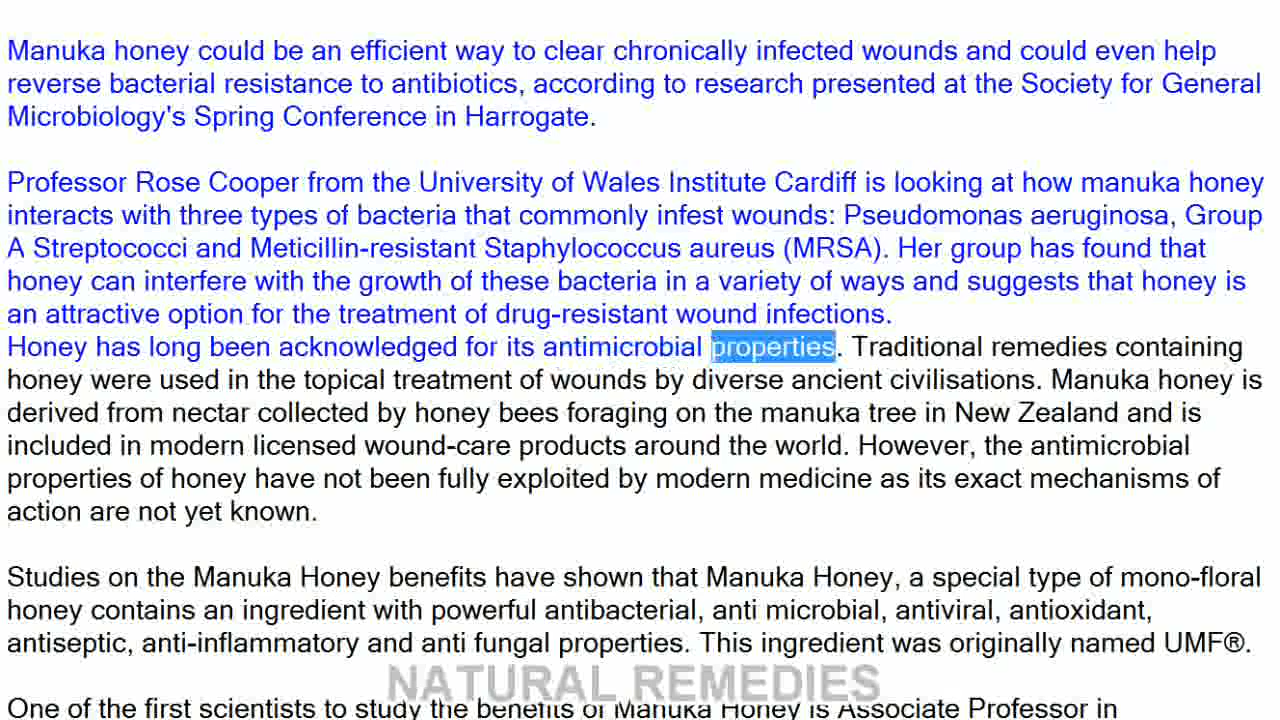 Manuka honey could be an efficient way to clear chronically infected wounds and could even help
reverse bacterial resistance to antibiotics, according to research presented at the Society for General
Microbiology's Spring Conference in Harrogate.
Professor Rose Cooper from the University of Wales Institute Cardiff is looking at how manuka honey
interacts with three types of bacteria that commonly infest wounds: Pseudomonas aeruginosa, Group
A Streptococci and Meticillin-resistant Staphylococcus aureus (MRSA). Her group has found that
honey can interfere with the growth of these bacteria in a variety of ways and suggests that honey is
an attractive option for the treatment of drug-resistant wound infections.
Honey has long been acknowledged for its antimicrobial properties. Traditional remedies containing
honey were used in the topical treatment of wounds by diverse ancient civilisations. Manuka honey is
derived from nectar collected by honey bees foraging on the manuka tree in New Zealand and is
included in modern licensed wound-care products around the world. However, the antimicrobial
properties of honey have not been fully exploited by modern medicine as its exact mechanisms of
action are not yet known.
Studies on the Manuka Honey benefits have shown that Manuka Honey, a special type of mono-floral
honey contains an ingredient with powerful antibacterial, anti microbial, antiviral, antioxidant,
antiseptic, anti-inflammatory and anti fungal properties. This ingredient was originally named UMF®.
NATURAL REMEDIES
One of the first scientists to study the benefits of Manuka Honey is Associate Professor in